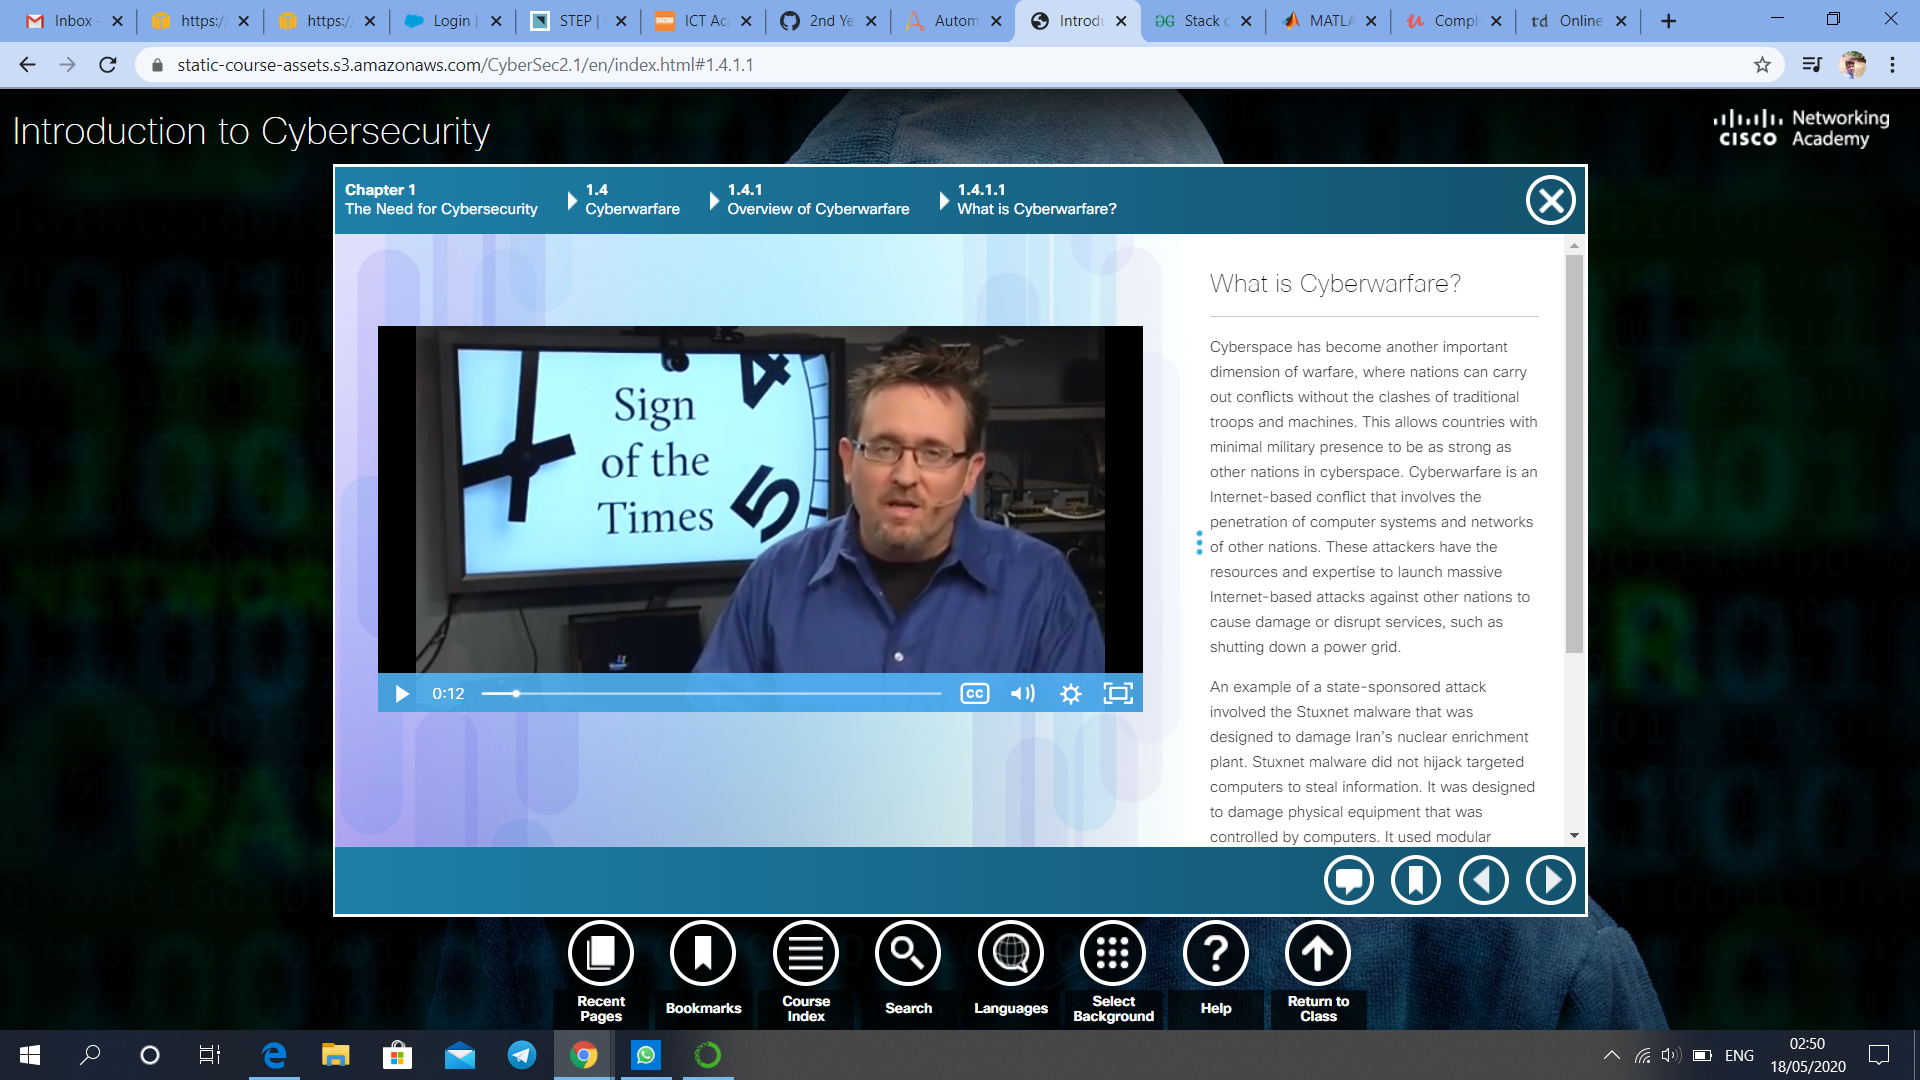 Inbox -
https:/
https:/
Login |
STEP |
ICT Aca
2nd Ye
Autom
Introdu
Stack o
MATLA
Compl
Online
static-course-assets.s3.amazonaws.com/CyberSec2.1/en/index.html#1.4.1.1
Introduction to Cybersecurity
CISCO Networking
Academy
Chapter 1
The Need for Cybersecurity
1.4
Cyberwarfare
1.4.1
Overview of Cyberwarfare
1.4.1.1
What is Cyberwarfare?
Sign
of the
Times
4
5
0:12
CC
What is Cyberwarfare?
Cyberspace has become another important
dimension of warfare, where nations can carry
out conflicts without the clashes of traditional
troops and machines. This allows countries with
minimal military presence to be as strong as
other nations in cyberspace. Cyberwarfare is an
Internet-based conflict that involves the
penetration of computer systems and networks
of other nations. These attackers have the
resources and expertise to launch massive
Internet-based attacks against other nations to
cause damage or disrupt services, such as
shutting down a power grid.
An example of a state-sponsored attack
involved the Stuxnet malware that was
designed to damage Iran's nuclear enrichment
plant. Stuxnet malware did not hijack targeted
computers to steal information. It was designed
to damage physical equipment that was
controlled by computers. It used modular
Recent
Pages
Bookmarks
Course
Index
Search
Languages
Select
Background
Help
Return to
Class
ENG
02:50
18/05/2020